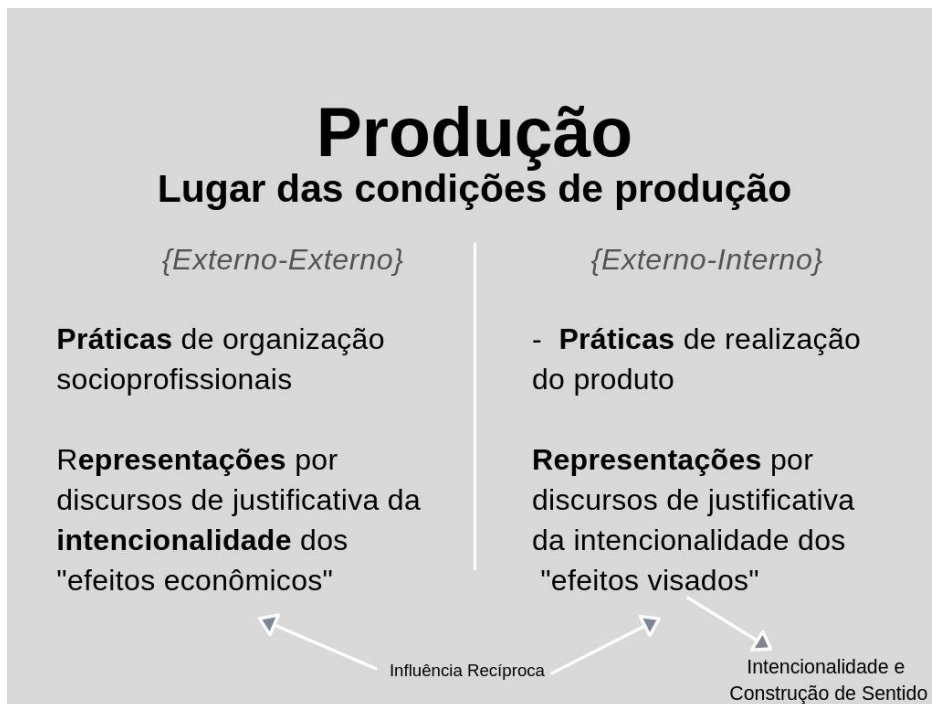 Produção
Lugar das condições de produção
{Externo-Externo}
Práticas de organização
socioprofissionais
Representações por
discursos de justificativa da
intencionalidade dos
"efeitos econômicos"
{Externo-Interno}
- Práticas de realização
do produto
Representações por
discursos de justificativa
da intencionalidade dos
"efeitos visados"
Influência Recíproca
Intencionalidade e
Construção de Sentido